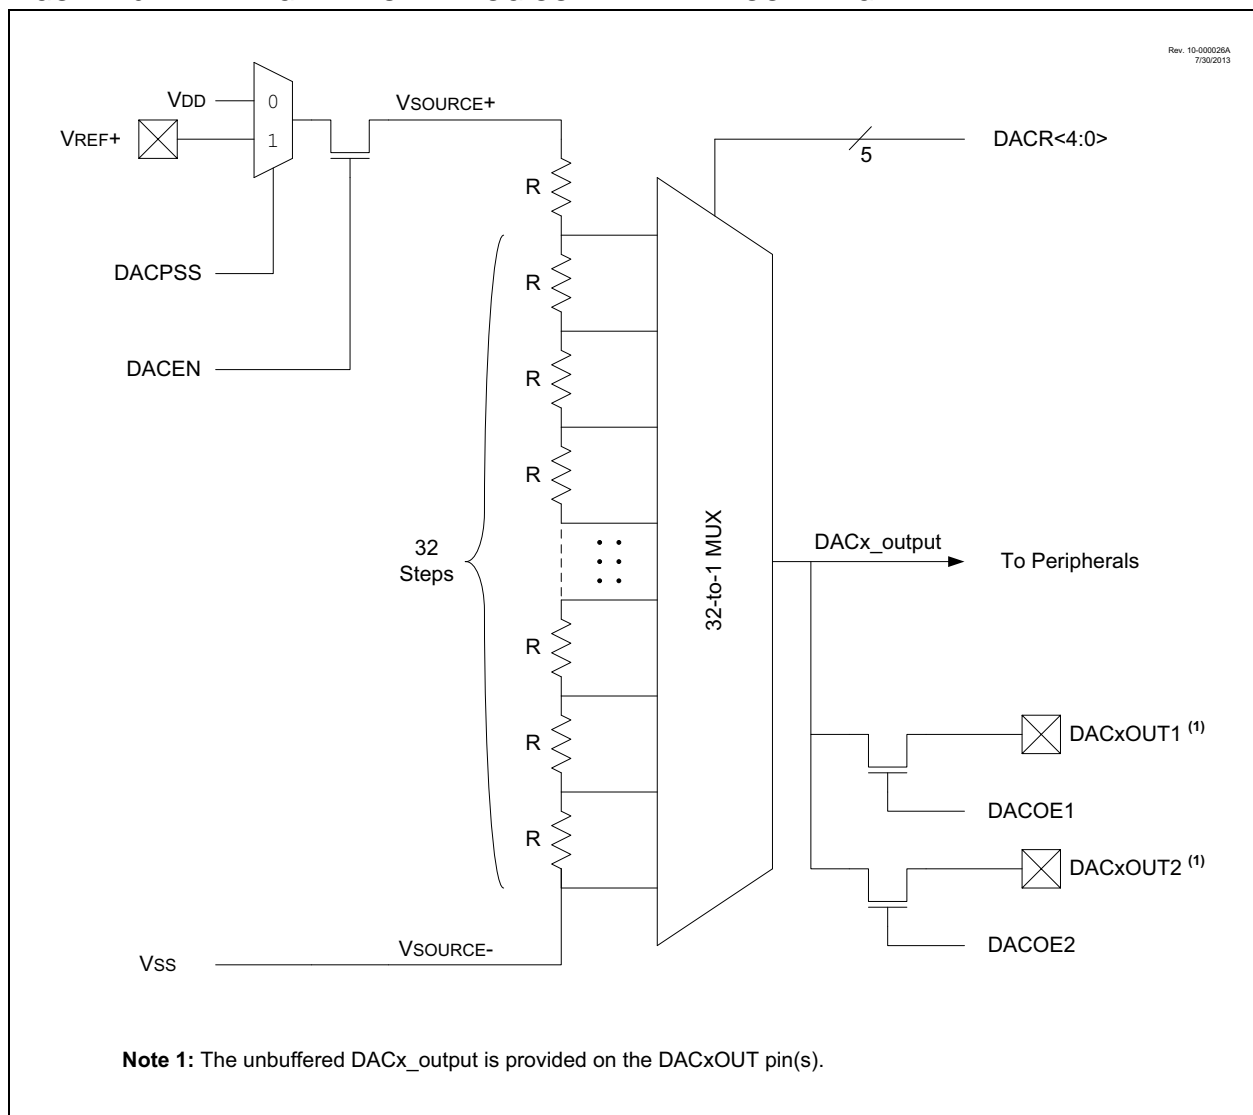 Rev. 10-000026A
7/30/2013
VDD
0
VSOURCE+
VREF+
1
DACR<4:0>
5
R
DACPSS
R
DACEN
R
R
32
Steps
32-to-1 MUX
DACx_output
To Peripherals
R
R
DACxOUT1 (1)
DACOE1
R
DACxOUT2 (1)
DACOE2
VSOURCE-
VSS
Note 1: The unbuffered DACx_output is provided on the DACxOUT pin(s).